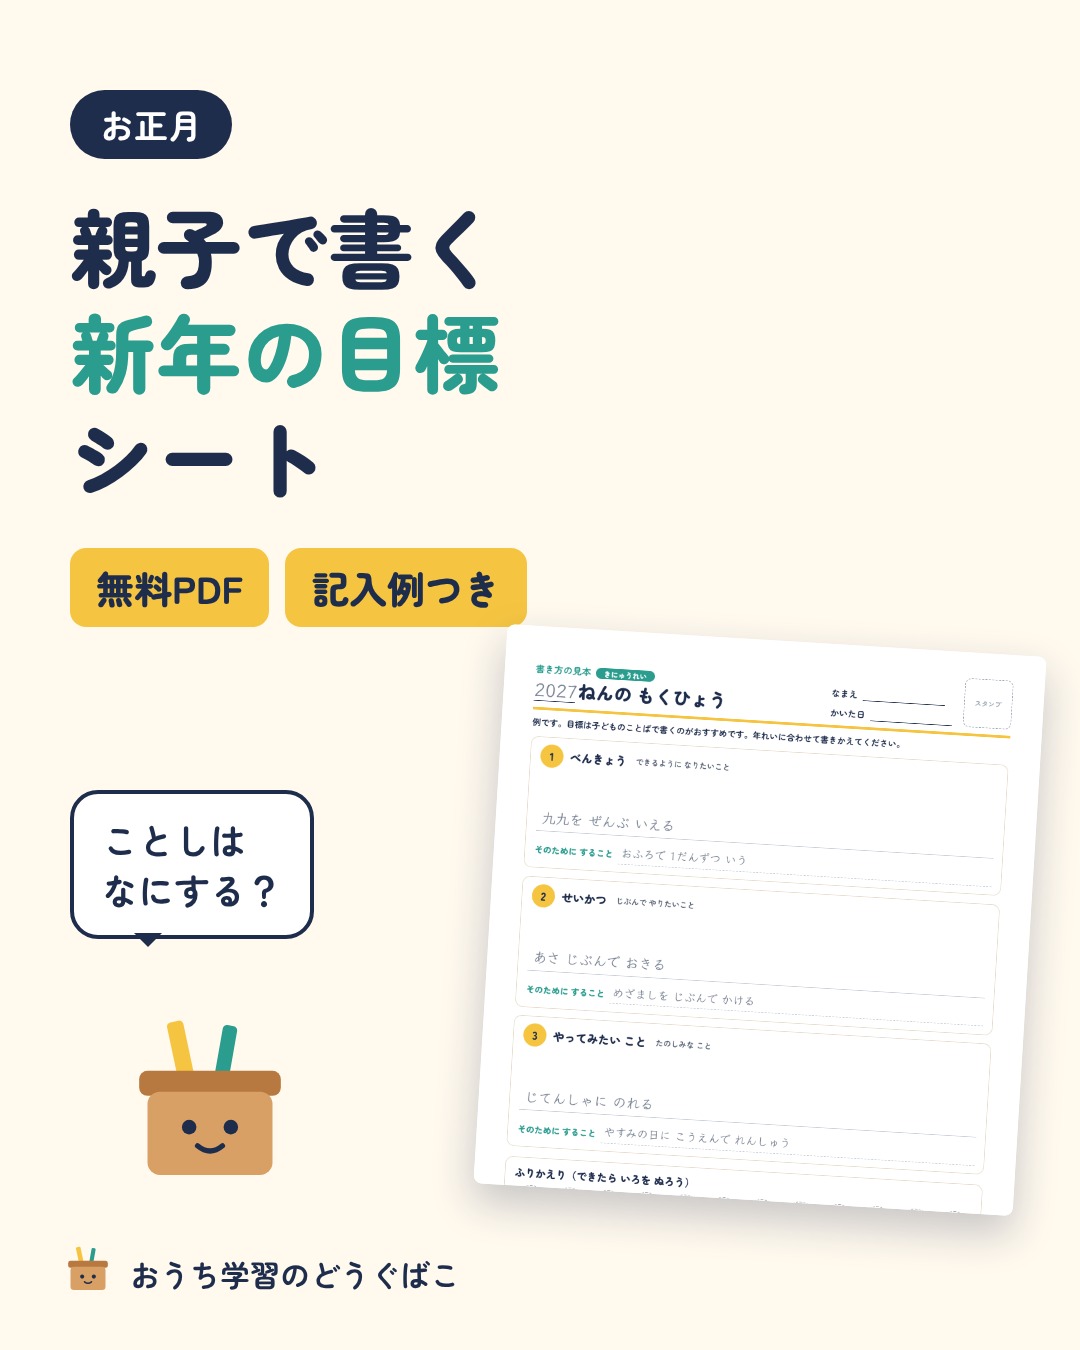 お正月
親子で書く
新年の目標
シート
無料PDF
記入例つき
書き方の見本 きにゅうれい
2027ねんの もくひょう
なまえ
かいた日
スタンプ
例です。目標は子どものことばで書くのがおすすめです。年れいに合わせて書きかえてください。
1 べんきょう できるように なりたいこと
九九を ぜんぶ いえる
そのために すること おふろで 1だんずつ いう
2 せいかつ じぶんで やりたいこと
あさ じぶんで おきる
そのために すること めざましを じぶんで かける
3 やってみたい こと たのしみな こと
じてんしゃに のれる
そのために すること やすみの日に こうえんで れんしゅう
ふりかえり（できたら いろを ぬろう）
ことしは
なにする？
おうち学習のどうぐばこ